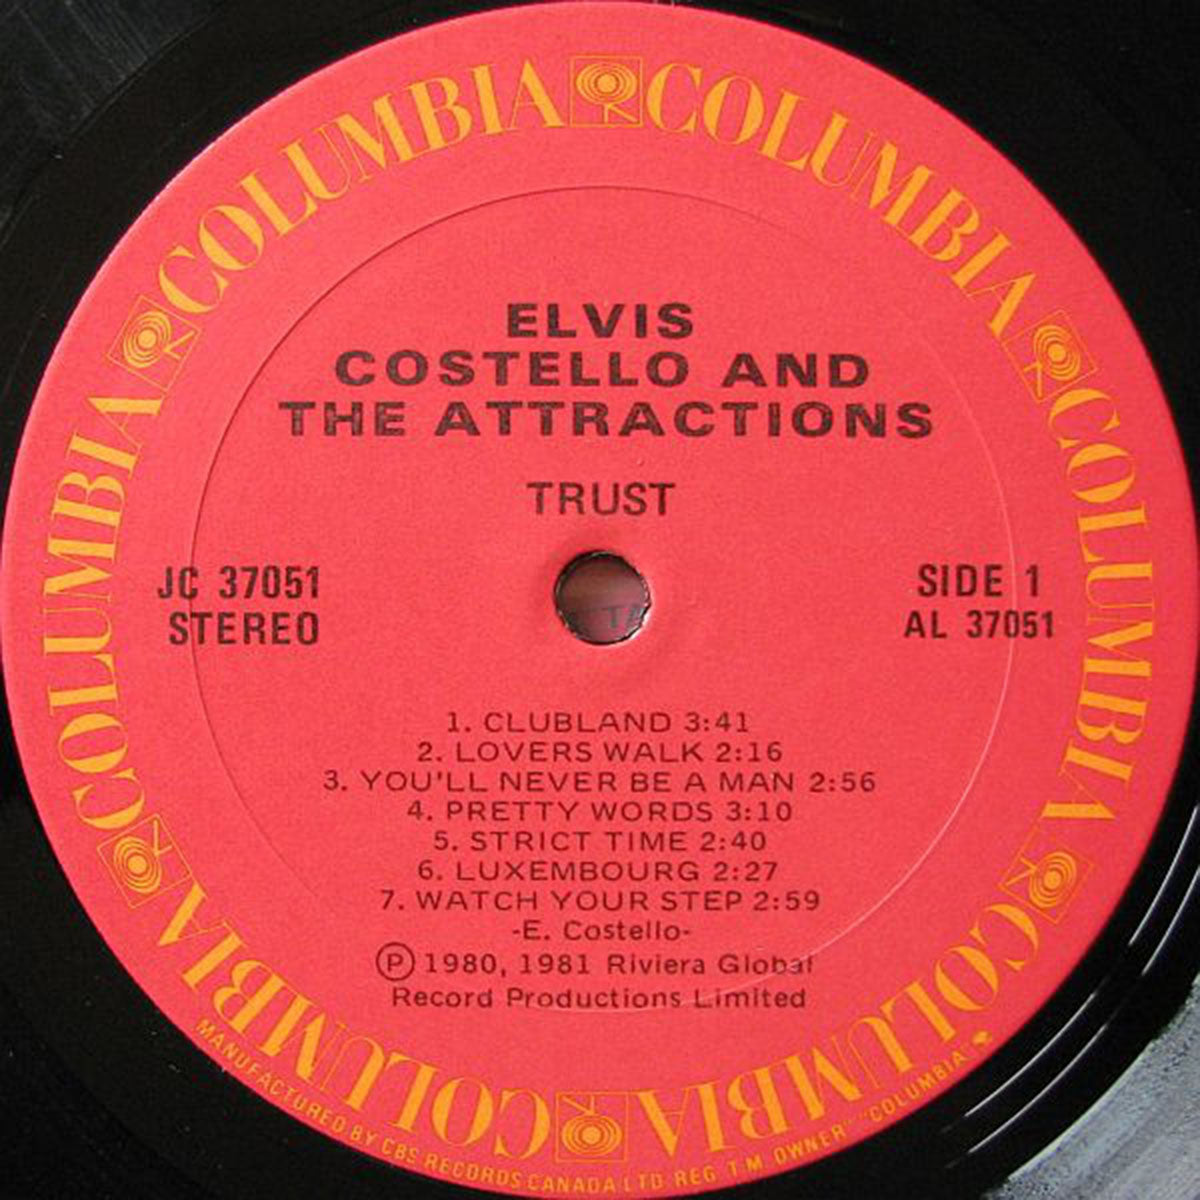 COLUMBIA COLUMBIA COLUMBIA COLUMBIA COLUMBIA COLUMBIA
ELVIS
COSTELLO AND
THE ATTRACTIONS
TRUST
JC 37051
STEREO
SIDE 1
AL 37051
1. CLUBLAND 3:41
2. LOVERS WALK 2:16
3. YOU'LL NEVER BE A MAN 2:56
4. PRETTY WORDS 3:10
5. STRICT TIME 2:40
6. LUXEMBOURG 2:27
7. WATCH YOUR STEP 2:59
-E. Costello-
Ⓟ 1980, 1981 Riviera Global
Record Productions Limited
MANUFACTURED BY CBS RECORDS CANADA LTD REG T M OWNER "COLUMBIA"